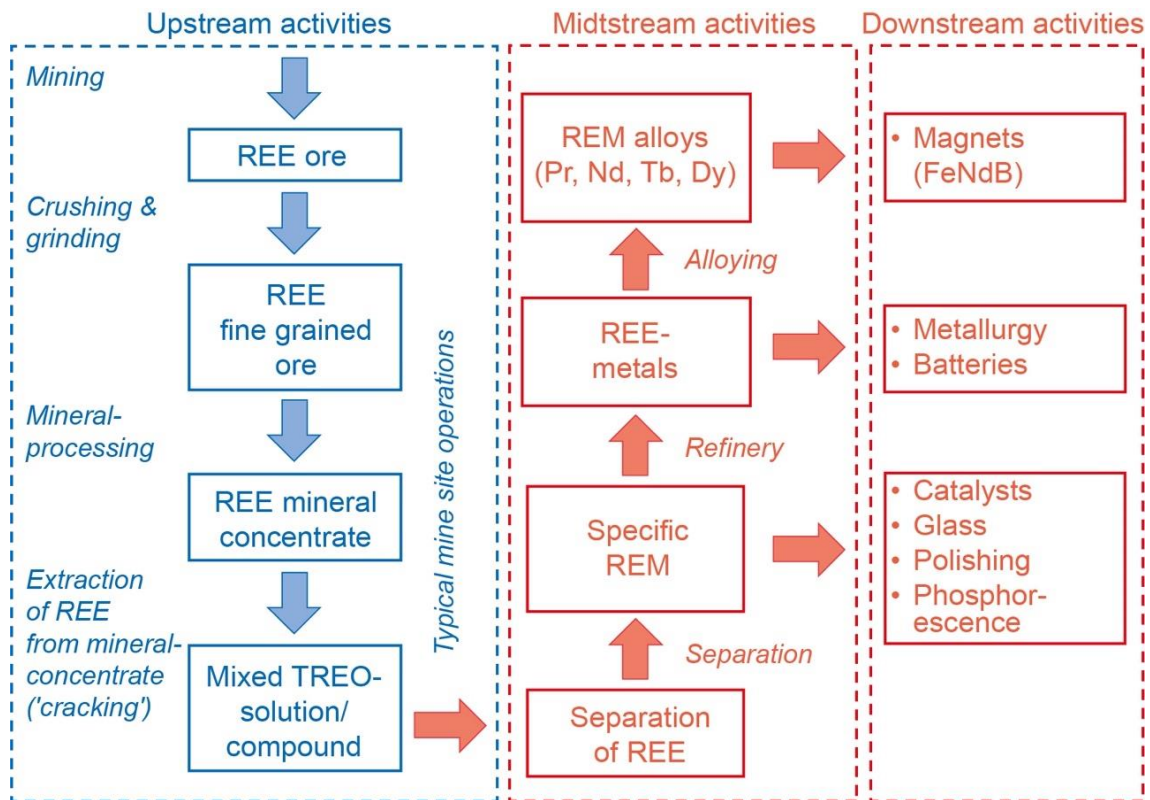 Upstream activities
Mining
REE ore
Crushing &
grinding
REE
fine grained
ore
Mineral-
processing
REE mineral
concentrate
Extraction
of REE
from mineral-
concentrate
('cracking')
Mixed TREO-
solution/
compound
Typical mine site operations
Midtstream activities
REM alloys
(Pr, Nd, Tb, Dy)
Alloying
REE-
metals
Refinery
Specific
REM
Separation
Separation
of REE
Downstream activities
• Magnets
(FeNdB)
• Metallurgy
• Batteries
• Catalysts
• Glass
• Polishing
• Phosphor-
escence